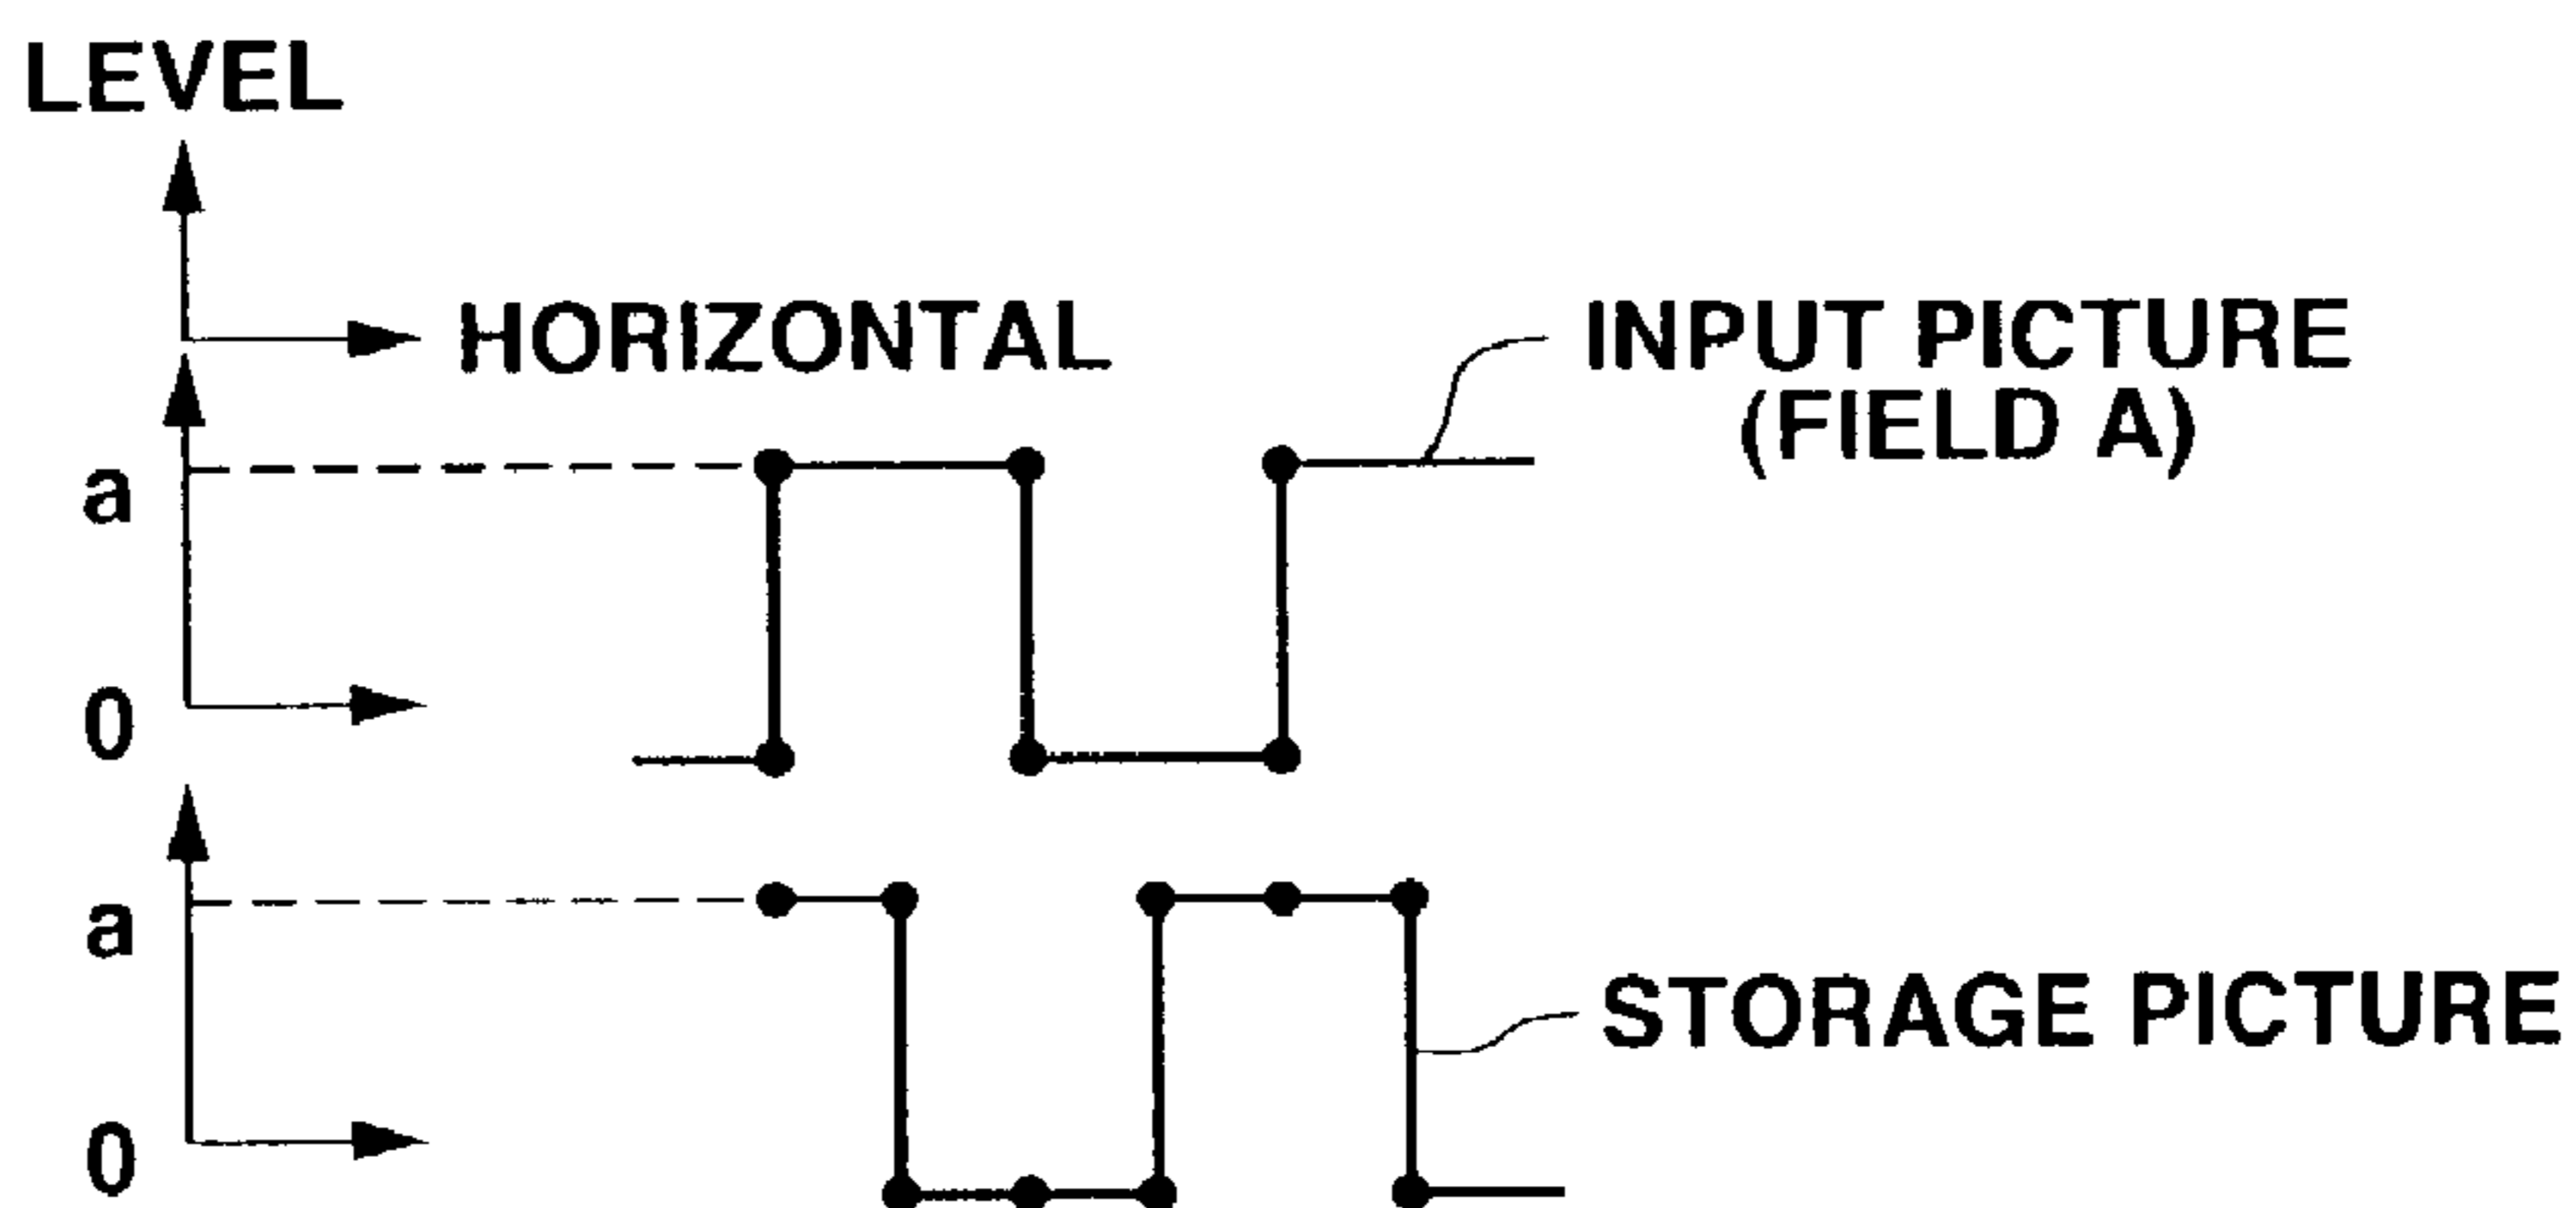 LEVEL
HORIZONTAL
INPUT PICTURE
(FIELD A)
a
0
a
STORAGE PICTURE
0